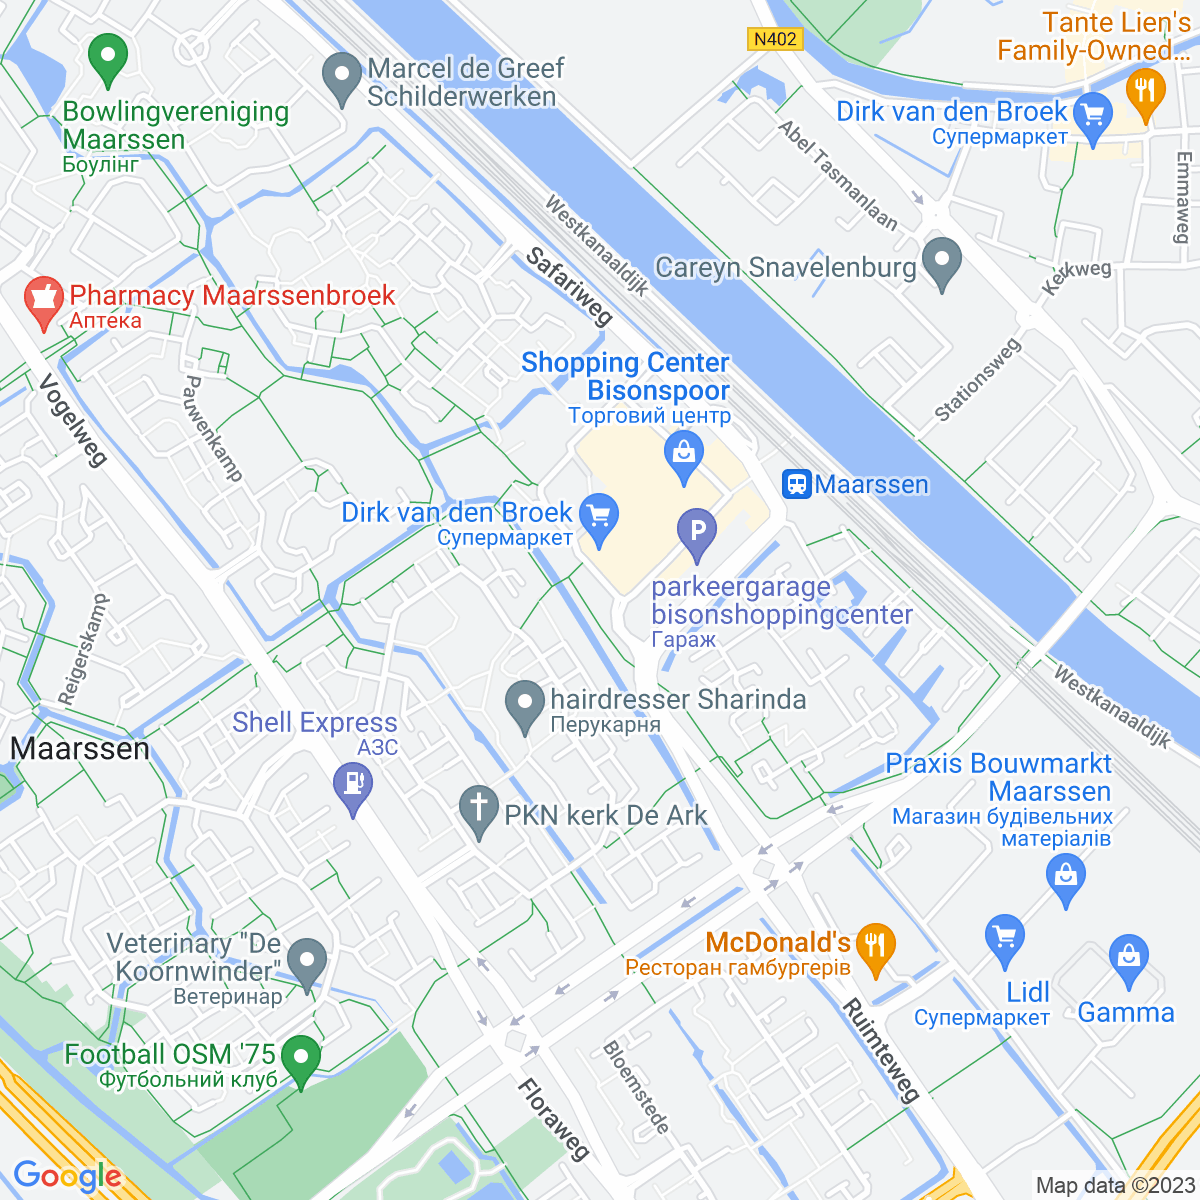 Tante Lien's
Family-Owned...
N402
Marcel de Greef
Schilderwerken
Bowlingvereniging
Maarssen
Боулінг
Dirk van den Broek
Супермаркет
Abel Tasmanlaan
Emmaweg
Westkanaaldijk
Safariweg
Careyn Snavelenburg
Kerkweg
Pharmacy Maarssenbroek
Аптека
Stationsweg
Shopping Center
Bisonspoor
Торговий центр
Vogelweg
Pauwenkamp
Maarssen
Dirk van den Broek
Супермаркет
parkeergarage
bisonshoppingcenter
Гараж
Reigerskamp
hairdresser Sharinda
Перукарня
Westkanaaldijk
Shell Express
АЗС
Maarssen
Praxis Bouwmarkt
Maarssen
Магазин будівельних
матеріалів
PKN kerk De Ark
Veterinary "De
Koornwinder"
Ветеринар
McDonald's
Ресторан гамбургерів
Lidl
Супермаркет
Gamma
Ruimteweg
Football OSM '75
Футбольний клуб
Bloemstede
Floraweg
Google
Map data ©2023